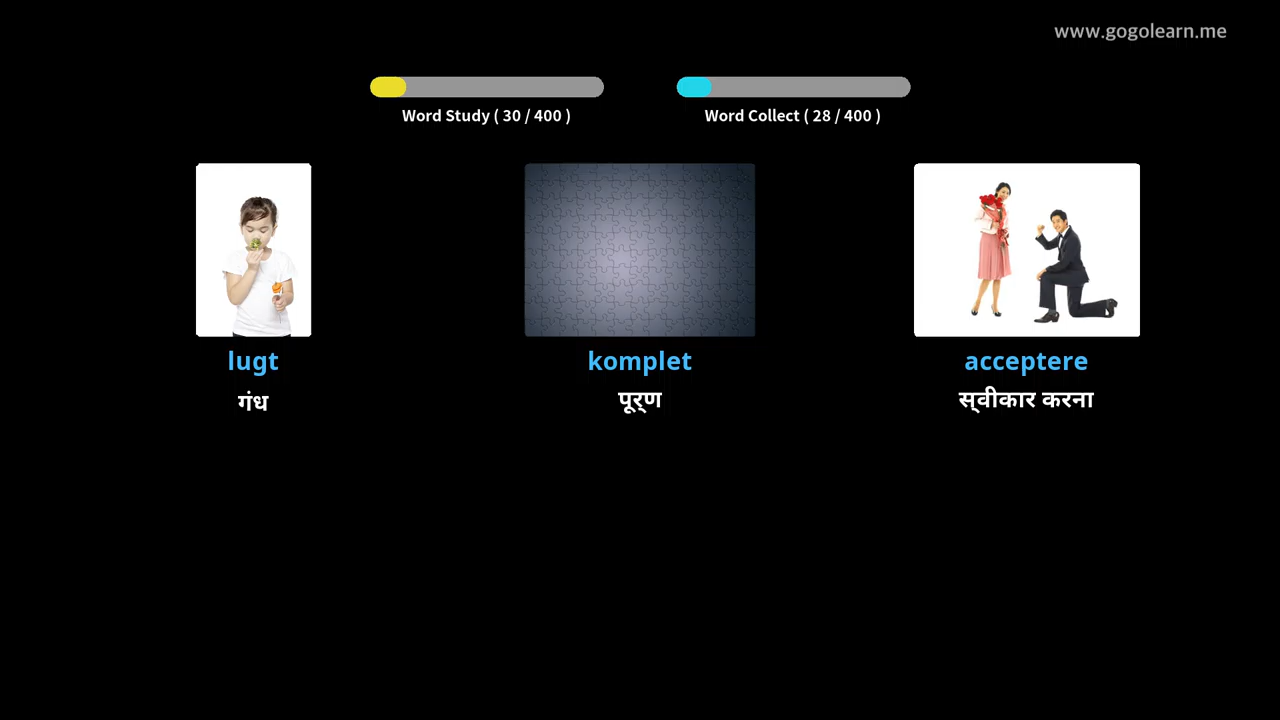 www.gogolearn.me
Word Study ( 30 / 400 )
Word Collect ( 28 / 400 )
lugt
komplet
acceptere
गंध
पूर्ण
स्वीकार करना